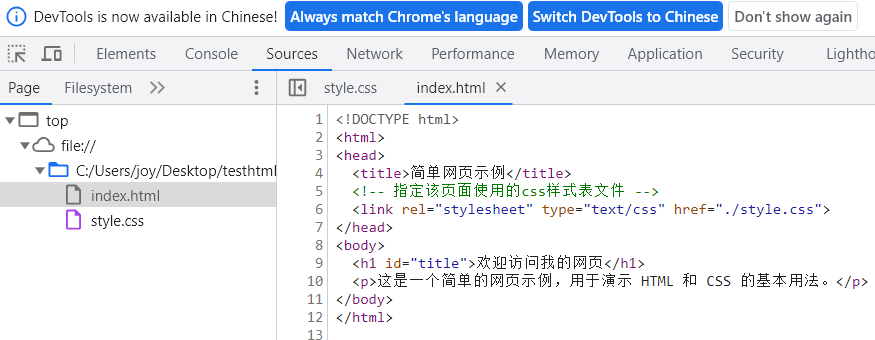 DevTools is now available in Chinese! Always match Chrome's language Switch DevTools to Chinese Don't show again
Elements Console Sources Network Performance Memory Application Security Lightho
Page Filesystem
style.css index.html
top
file://
C:/Users/joy/Desktop/testhtml
index.html
style.css
1 <!DOCTYPE html>
2 <html>
3 <head>
4 <title>简单网页示例</title>
5 <!-- 指定该页面使用的css样式表文件 -->
6 <link rel="stylesheet" type="text/css" href="./style.css">
7 </head>
8 <body>
9 <h1 id="title">欢迎访问我的网页</h1>
10 <p>这是一个简单的网页示例，用于演示 HTML 和 CSS 的基本用法。</p>
11 </body>
12 </html>
13